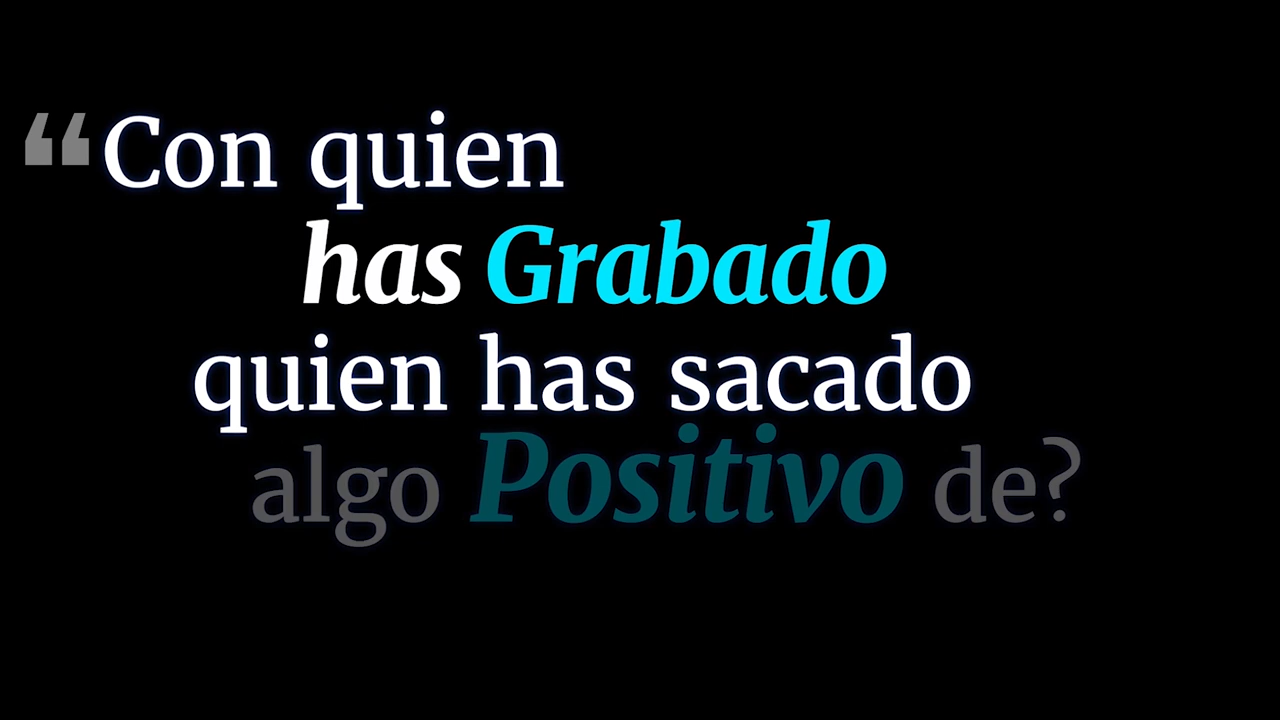 “Con quien
has Grabado
quien has sacado
algo Positivo de?